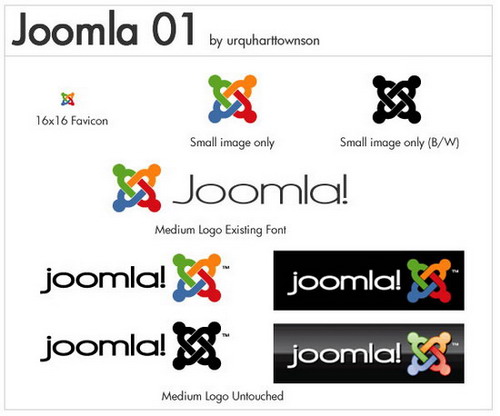 Joomla 01 by urquharttownson
16x16 Favicon
Small image only
Small image only (B/W)
Joomla!
Medium Logo Existing Font
joomla! ™
joomla! ™
joomla! ™
joomla! ™
Medium Logo Untouched